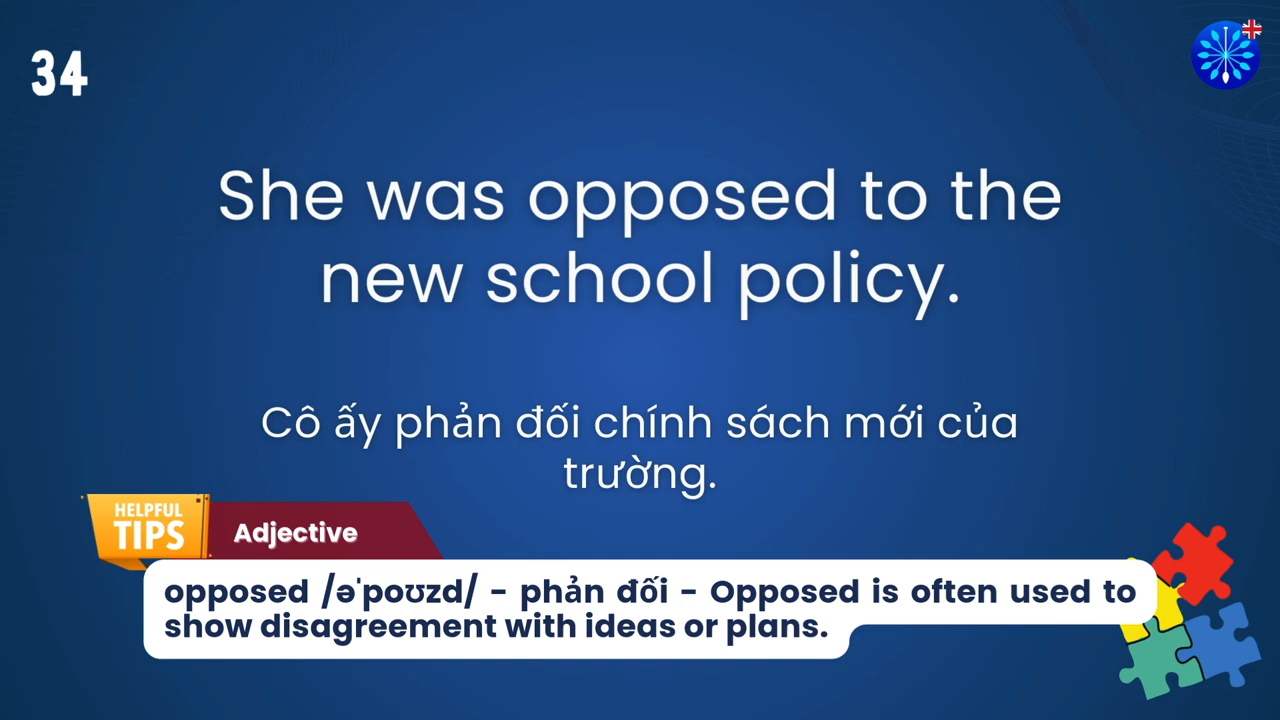 34
She was opposed to the
new school policy.
Cô ấy phản đối chính sách mới của
trường.
HELPFUL
TIPS
Adjective
opposed /əˈpoʊzd/ - phản đối - Opposed is often used to
show disagreement with ideas or plans.